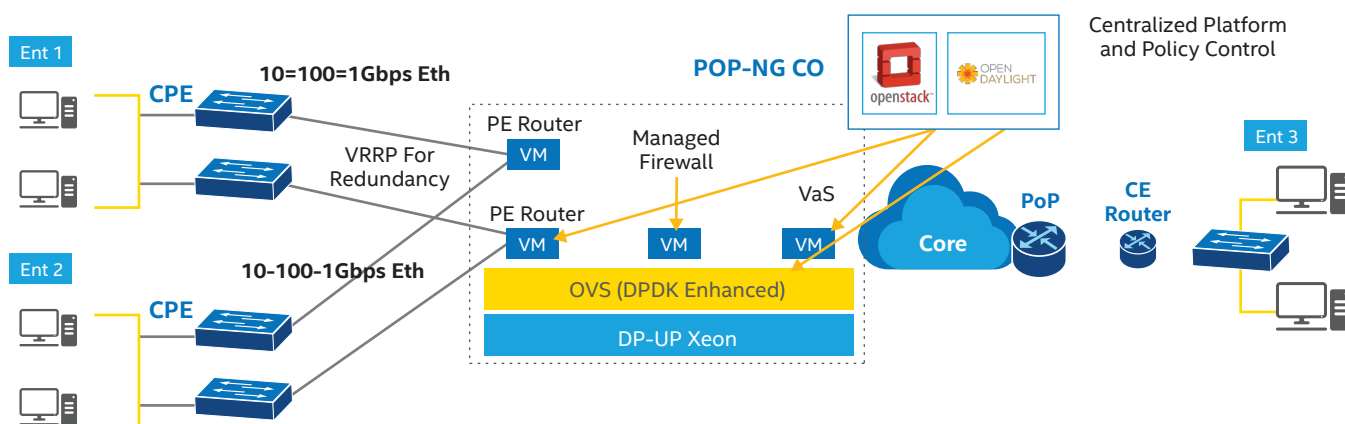 Ent 1
10=100=1Gbps Eth
CPE
VRRP For
Redundancy
Ent 2
10-100-1Gbps Eth
CPE
POP-NG CO
PE Router
VM
PE Router
VM
Managed
Firewall
VM
VaS
VM
OVS (DPDK Enhanced)
DP-UP Xeon
openstack™
OPEN
DAYLIGHT
Centralized Platform
and Policy Control
Core
PoP
CE
Router
Ent 3